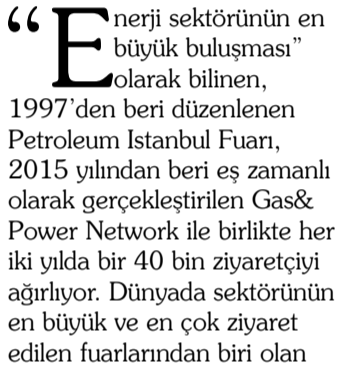 “Enerji sektörünün en
büyük buluşması”
olarak bilinen,
1997’den beri düzenlenen
Petroleum Istanbul Fuarı,
2015 yılından beri eş zamanlı
olarak gerçekleştirilen Gas&
Power Network ile birlikte her
iki yılda bir 40 bin ziyaretçiyi
ağırlıyor. Dünyada sektörünün
en büyük ve en çok ziyaret
edilen fuarlarından biri olan